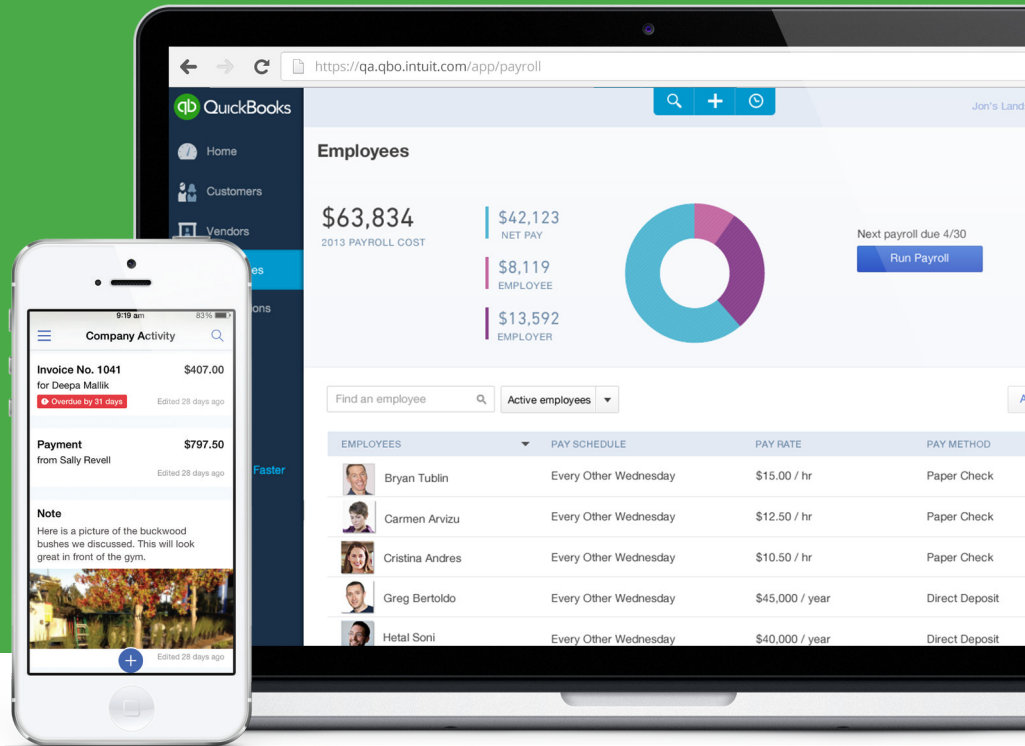 https://qa.qbo.intuit.com/app/payroll
qb QuickBooks
Jon's Land
Home
Customers
Vendors
es
ons
Faster
Employees
$63,834
2013 PAYROLL COST
$42,123
NET PAY
$8,119
EMPLOYEE
$13,592
EMPLOYER
Next payroll due 4/30
Run Payroll
Find an employee
Active employees
A
EMPLOYEES PAY SCHEDULE PAY RATE PAY METHOD
Bryan Tublin Every Other Wednesday $15.00 / hr Paper Check
Carmen Arvizu Every Other Wednesday $12.50 / hr Paper Check
Cristina Andres Every Other Wednesday $10.50 / hr Paper Check
Greg Bertoldo Every Other Wednesday $45,000 / year Direct Deposit
Hetal Soni Every Other Wednesday $40,000 / year Direct Deposit
9:19 am 83%
Company Activity
Invoice No. 1041 $407.00
for Deepa Mallik
Overdue by 31 days Edited 28 days ago
Payment $797.50
from Sally Revell
Edited 28 days ago
Note
Here is a picture of the buckwood
bushes we discussed. This will look
great in front of the gym.
Edited 28 days ago